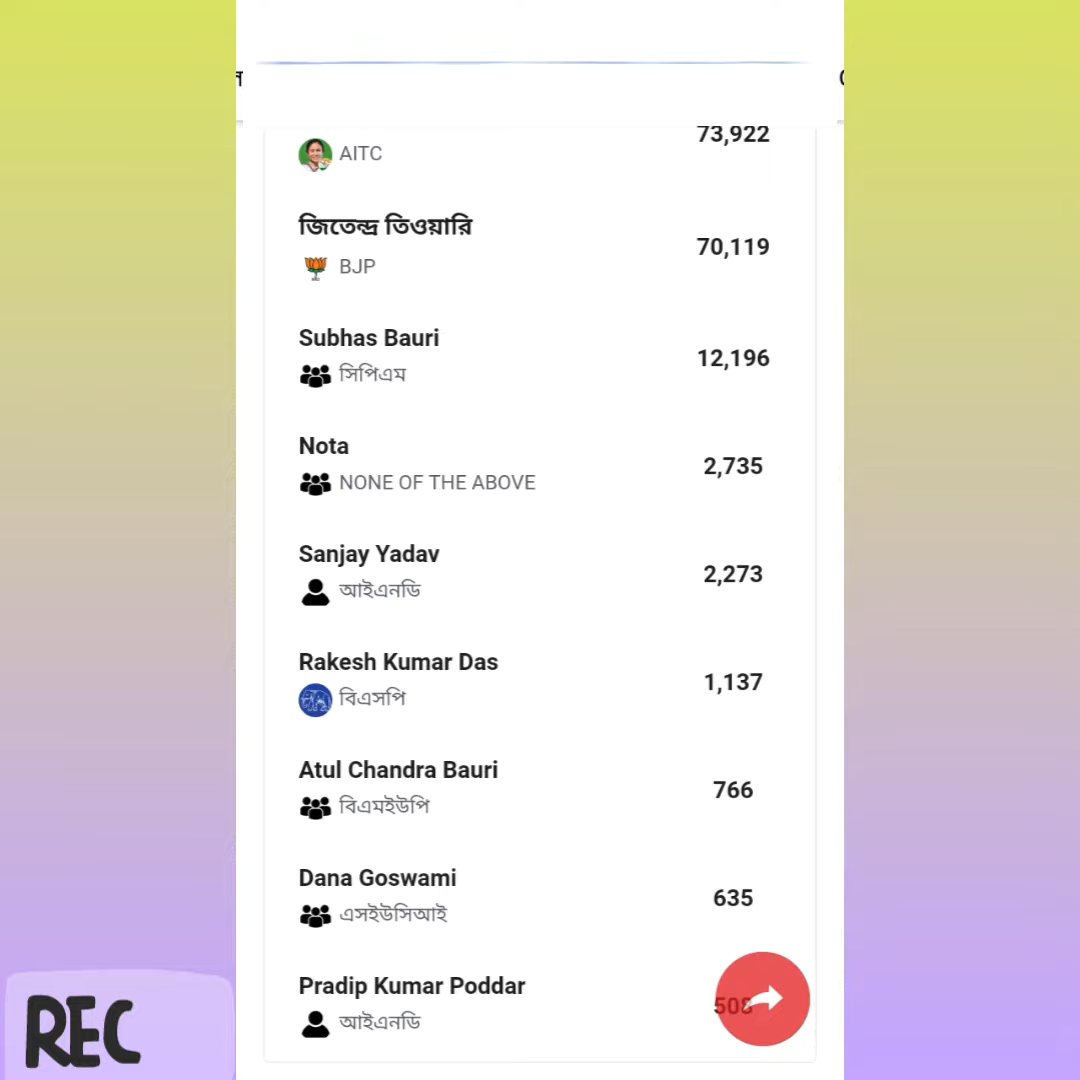 73,922
AITC
জিতেন্দ্র তিওয়ারি
70,119
BJP
Subhas Bauri
12,196
সিপিএম
Nota
2,735
NONE OF THE ABOVE
Sanjay Yadav
2,273
আইএনডি
Rakesh Kumar Das
1,137
বিএসপি
Atul Chandra Bauri
766
বিএমইউপি
Dana Goswami
635
এসইউসিআই
Pradip Kumar Poddar
আইএনডি
REC